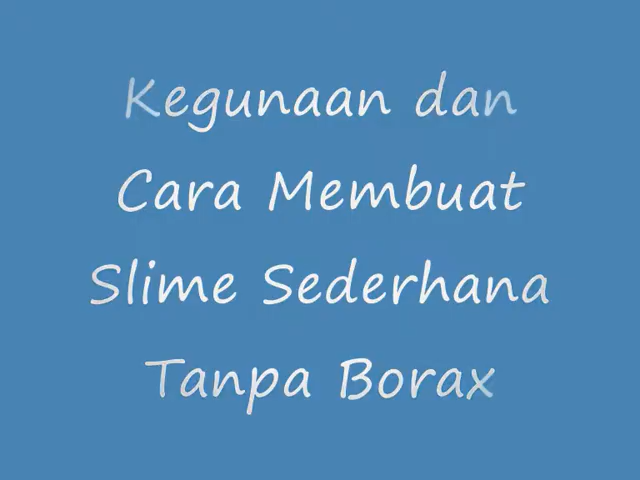 Kegunaan dan
Cara Membuat
Slime Sederhana
Tanpa Borax